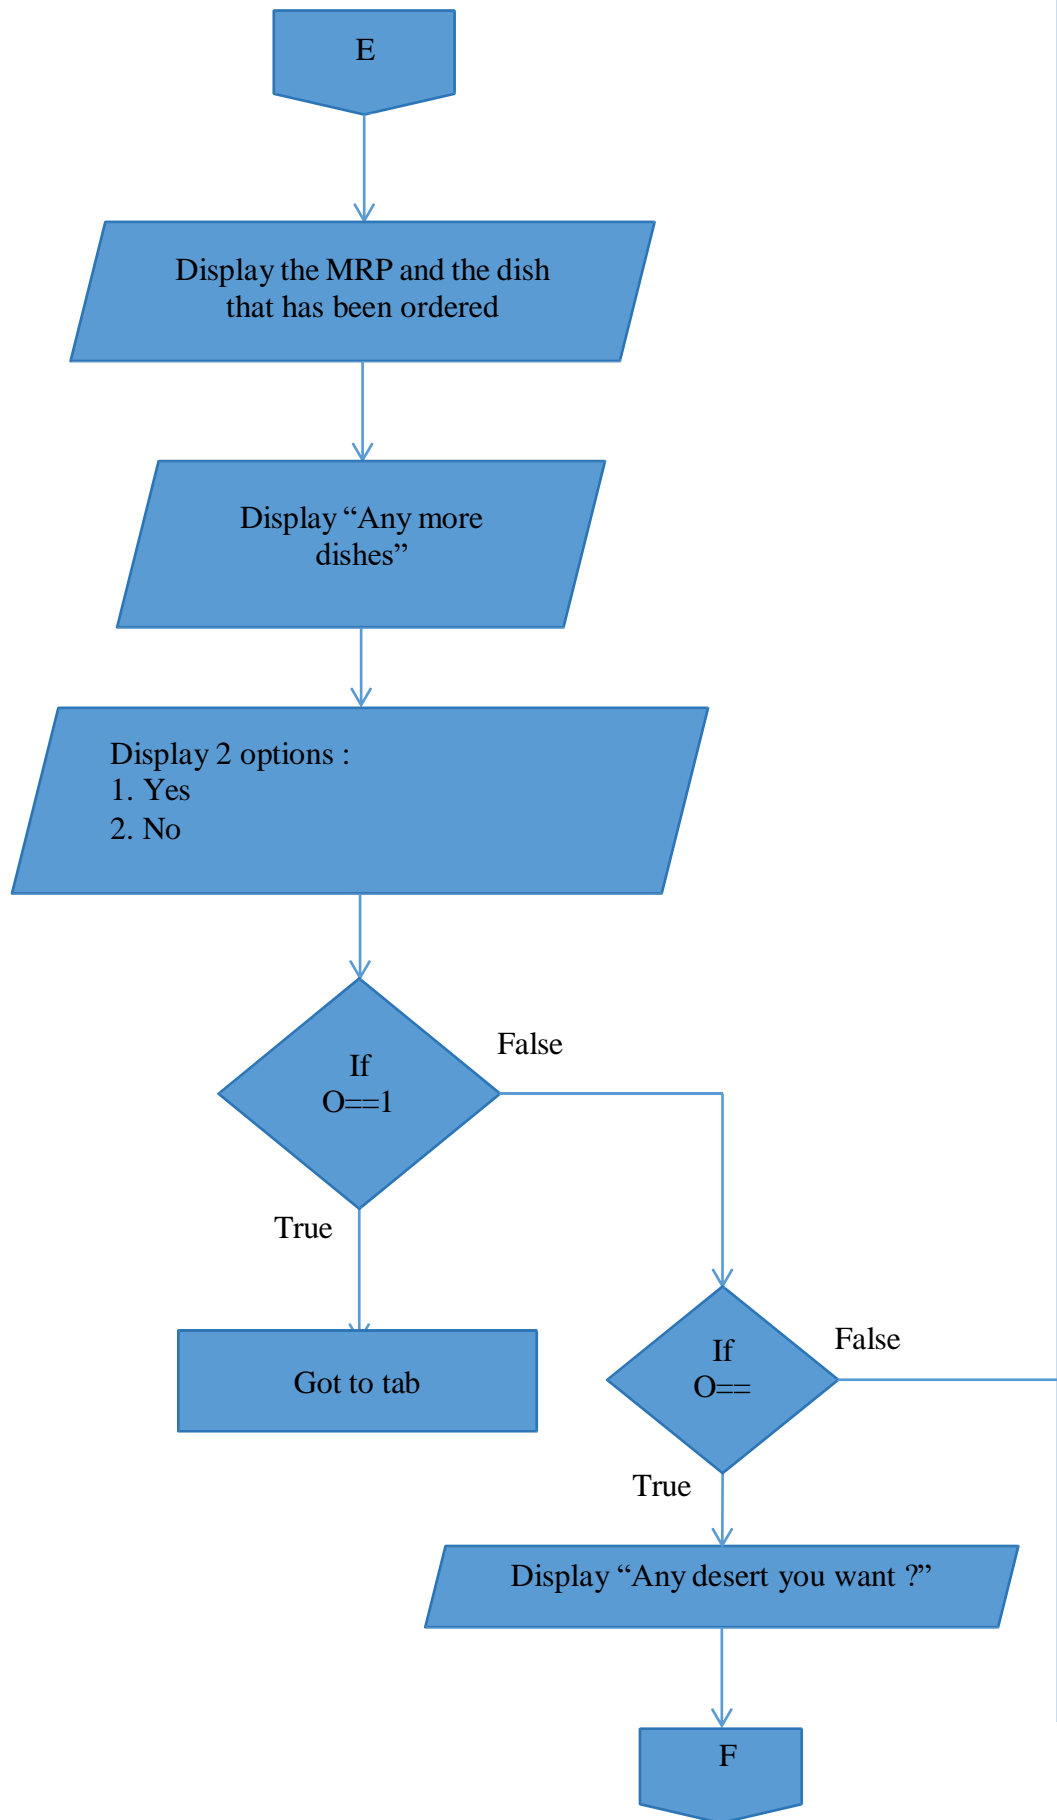 E
Display the MRP and the dish
that has been ordered
Display “Any more
dishes”
Display 2 options :
1. Yes
2. No
If
O==1
False
True
Got to tab
If
O==
False
True
Display “Any desert you want ?”
F